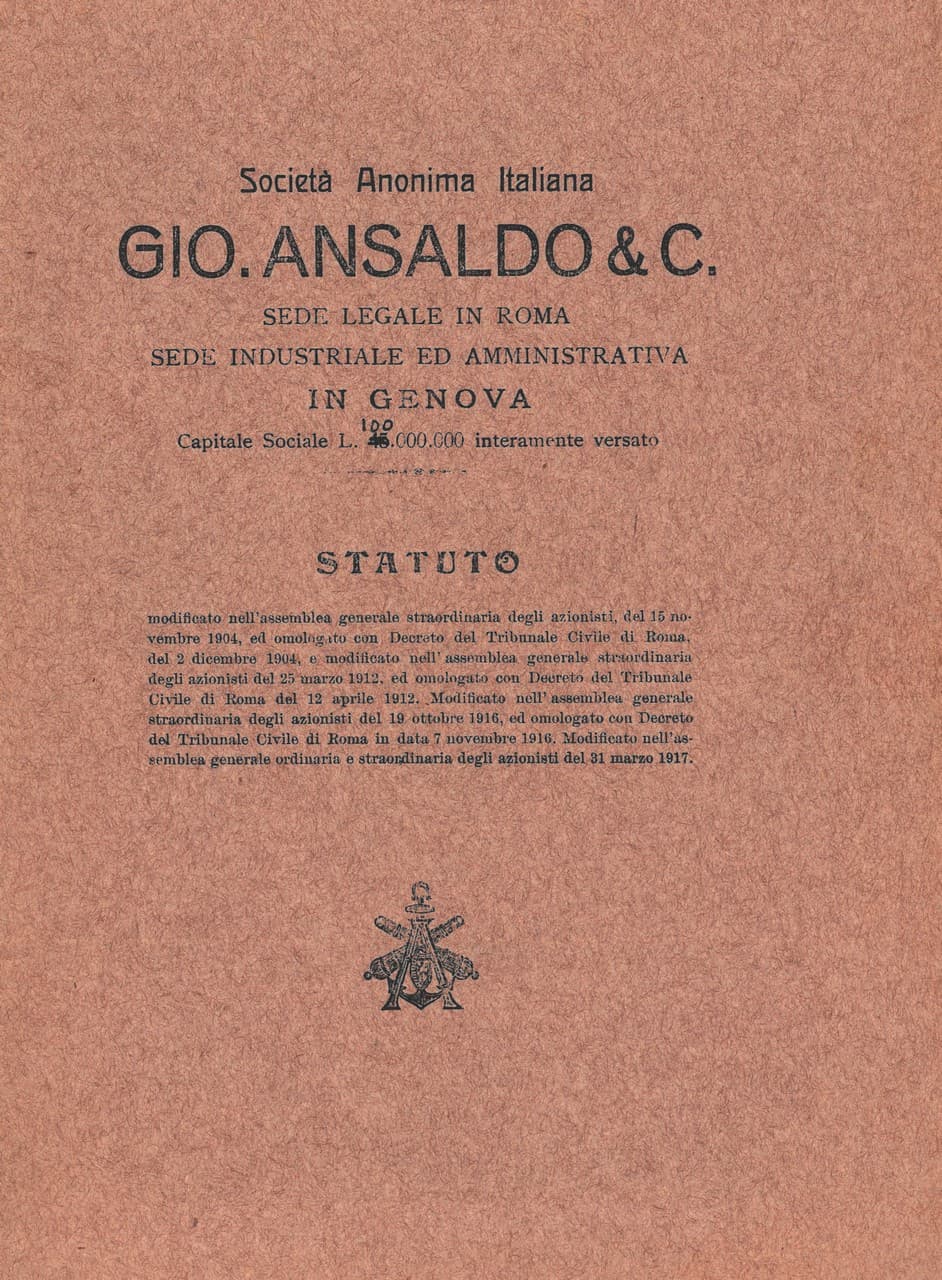 Società Anonima Italiana
GIO. ANSALDO & C.
SEDE LEGALE IN ROMA
SEDE INDUSTRIALE ED AMMINISTRATIVA
IN GENOVA
100
Capitale Sociale L. .000.000 interamente versato
STATUTO
modificato nell'assemblea generale straordinaria degli azionisti, del 15 no-
vembre 1904, ed omologato con Decreto del Tribunale Civile di Roma,
del 2 dicembre 1904, e modificato nell' assemblea generale straordinaria
degli azionisti del 25 marzo 1912, ed omologato con Decreto del Tribunale
Civile di Roma del 12 aprile 1912. Modificato nell' assemblea generale
straordinaria degli azionisti del 19 ottobre 1916, ed omologato con Decreto
del Tribunale Civile di Roma in data 7 novembre 1916. Modificato nell'as-
semblea generale ordinaria e straordinaria degli azionisti del 31 marzo 1917.